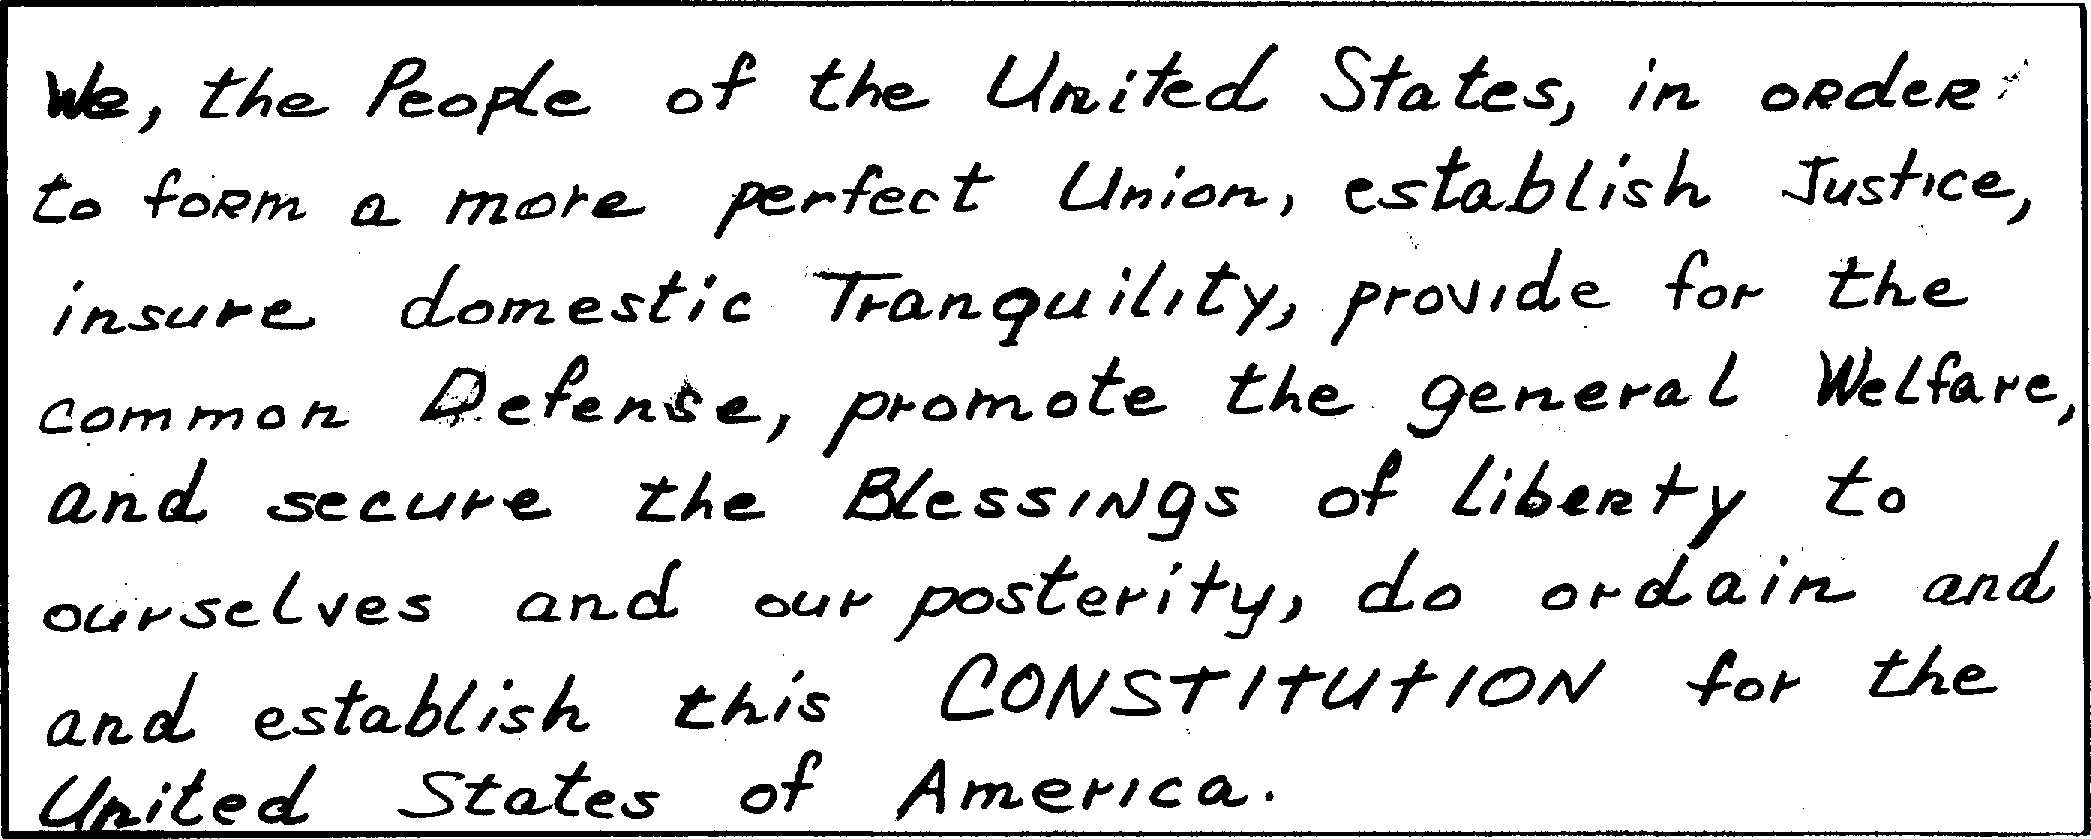 We, the People of the United States, in order
to form a more perfect Union, establish Justice,
insure domestic Tranquility, provide for the
common Defense, promote the general Welfare,
and secure the Blessings of liberty to
ourselves and our posterity, do ordain and
and establish this CONSTITUTION for the
United States of America.